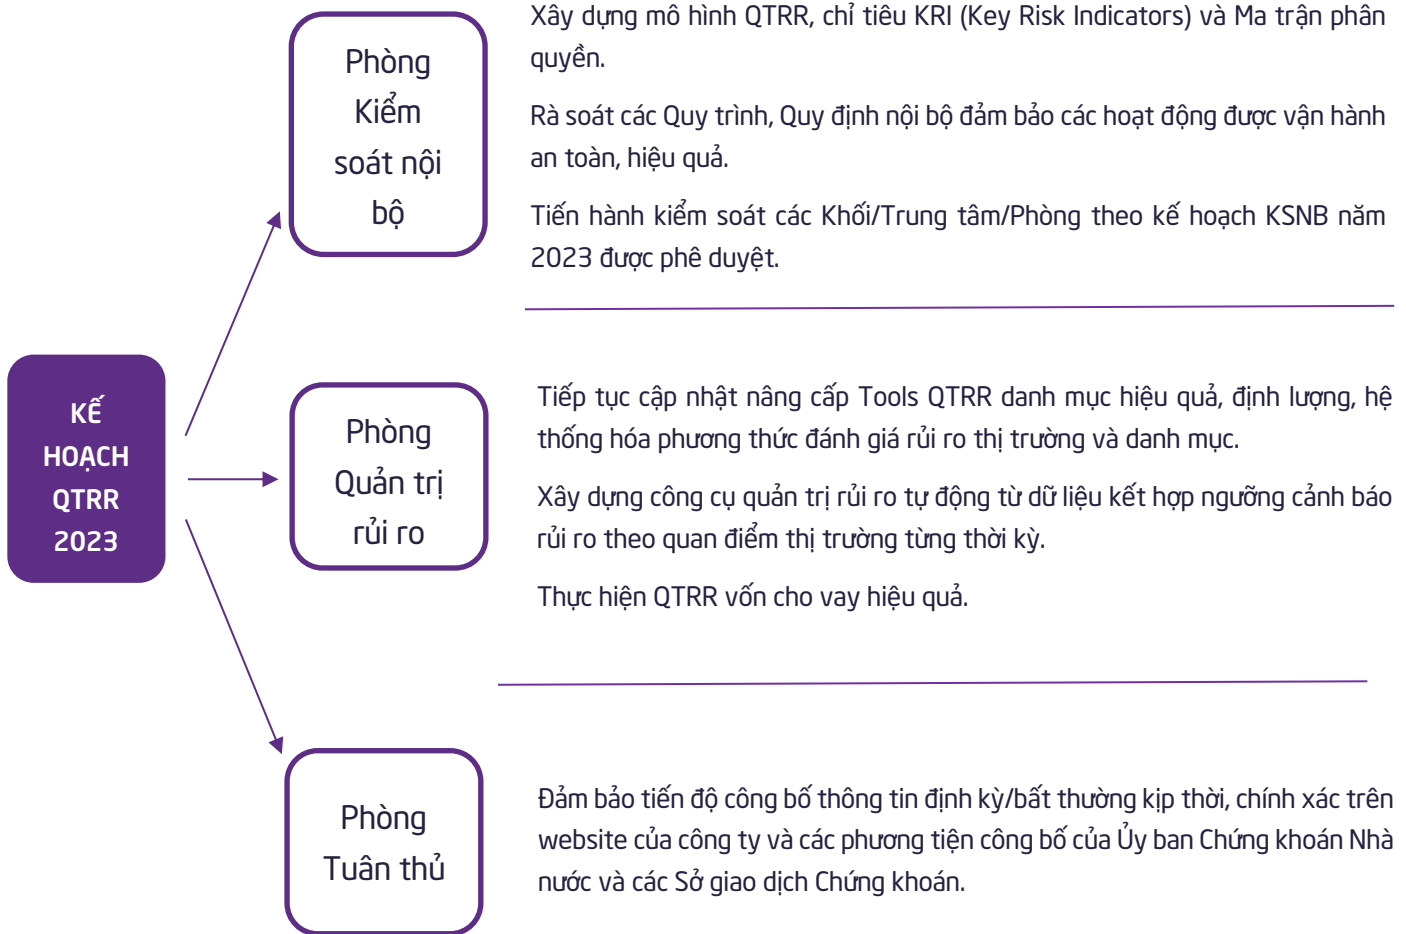 KẾ
HOẠCH
QTRR
2023
Phòng
Kiểm
soát nội
bộ
Xây dựng mô hình QTRR, chỉ tiêu KRI (Key Risk Indicators) và Ma trận phân
quyền.
Rà soát các Quy trình, Quy định nội bộ đảm bảo các hoạt động được vận hành
an toàn, hiệu quả.
Tiến hành kiểm soát các Khối/Trung tâm/Phòng theo kế hoạch KSNB năm
2023 được phê duyệt.
Phòng
Quản trị
rủi ro
Tiếp tục cập nhật nâng cấp Tools QTRR danh mục hiệu quả, định lượng, hệ
thống hóa phương thức đánh giá rủi ro thị trường và danh mục.
Xây dựng công cụ quản trị rủi ro tự động từ dữ liệu kết hợp ngưỡng cảnh báo
rủi ro theo quan điểm thị trường từng thời kỳ.
Thực hiện QTRR vốn cho vay hiệu quả.
Phòng
Tuân thủ
Đảm bảo tiến độ công bố thông tin định kỳ/bất thường kịp thời, chính xác trên
website của công ty và các phương tiện công bố của Ủy ban Chứng khoán Nhà
nước và các Sở giao dịch Chứng khoán.